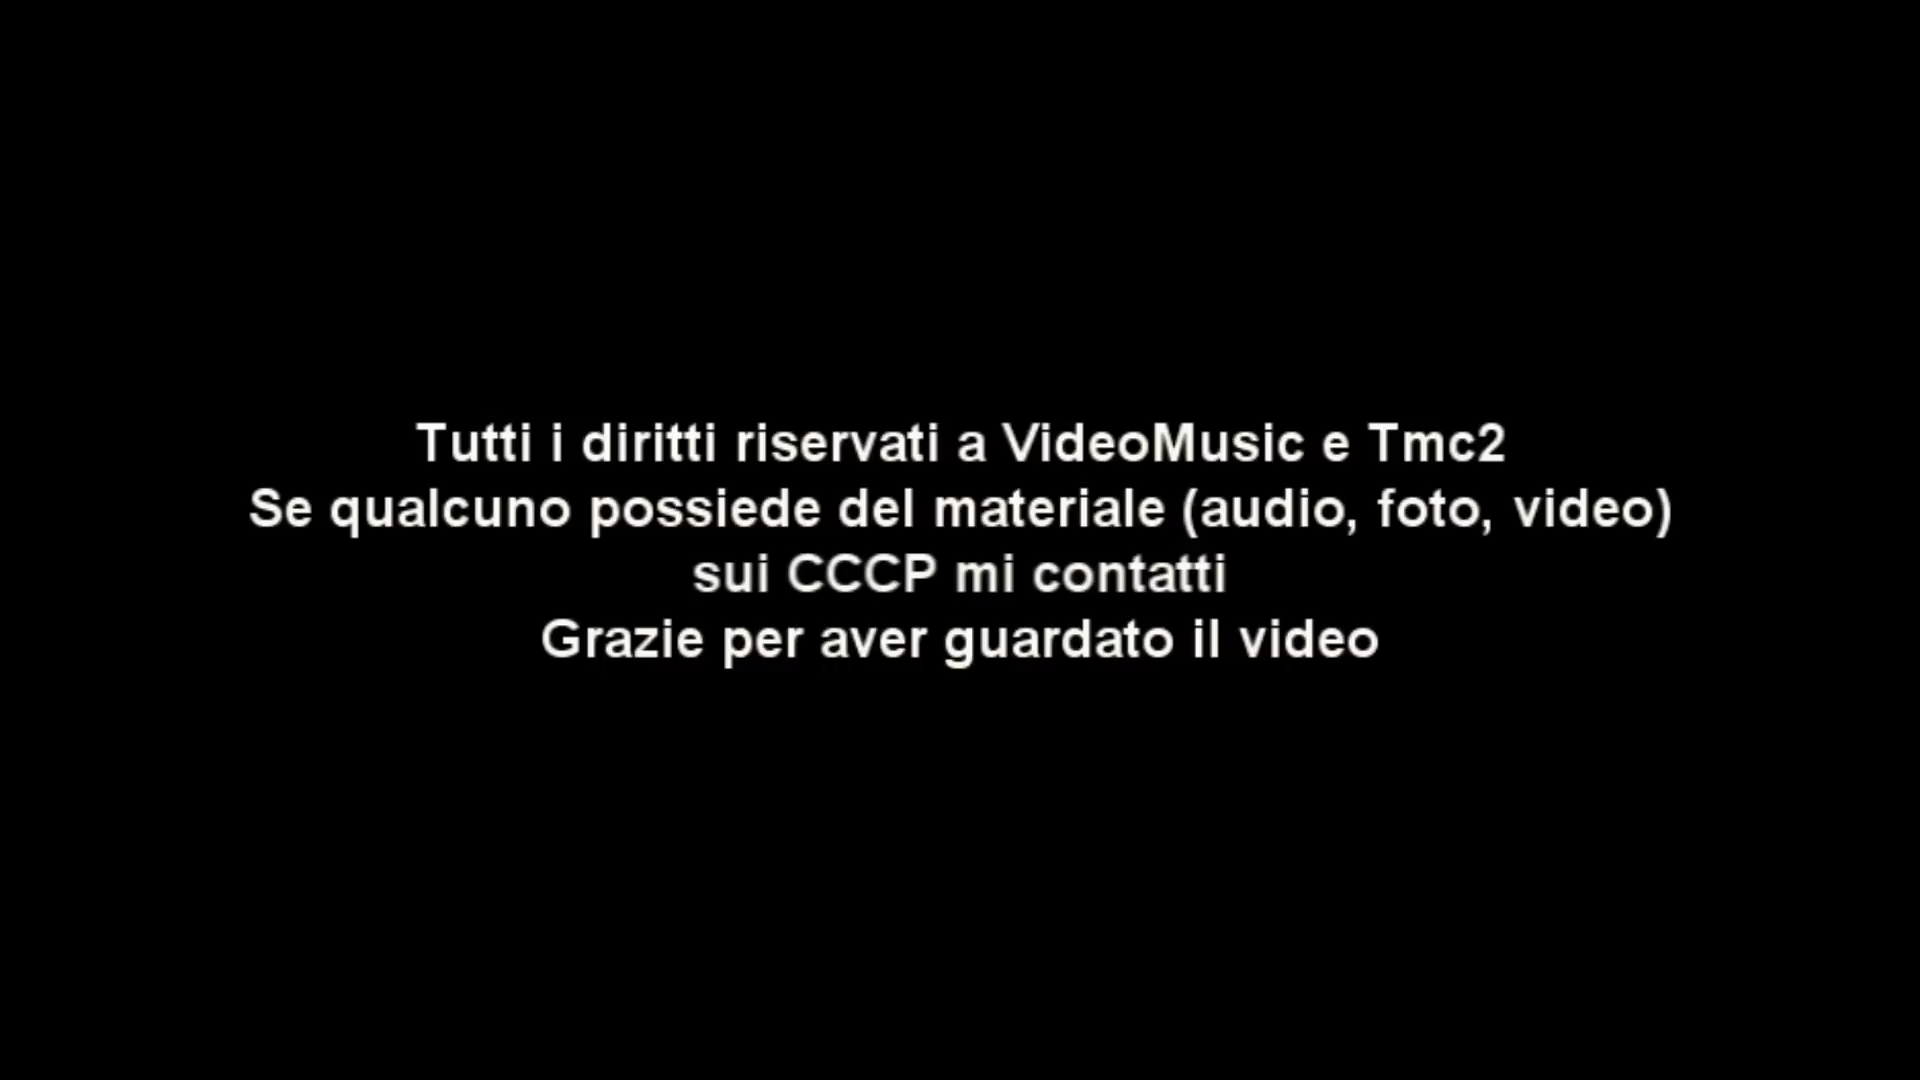 Tutti i diritti riservati a VideoMusic e Tmc2
Se qualcuno possiede del materiale (audio, foto, video)
sui CCCP mi contatti
Grazie per aver guardato il video